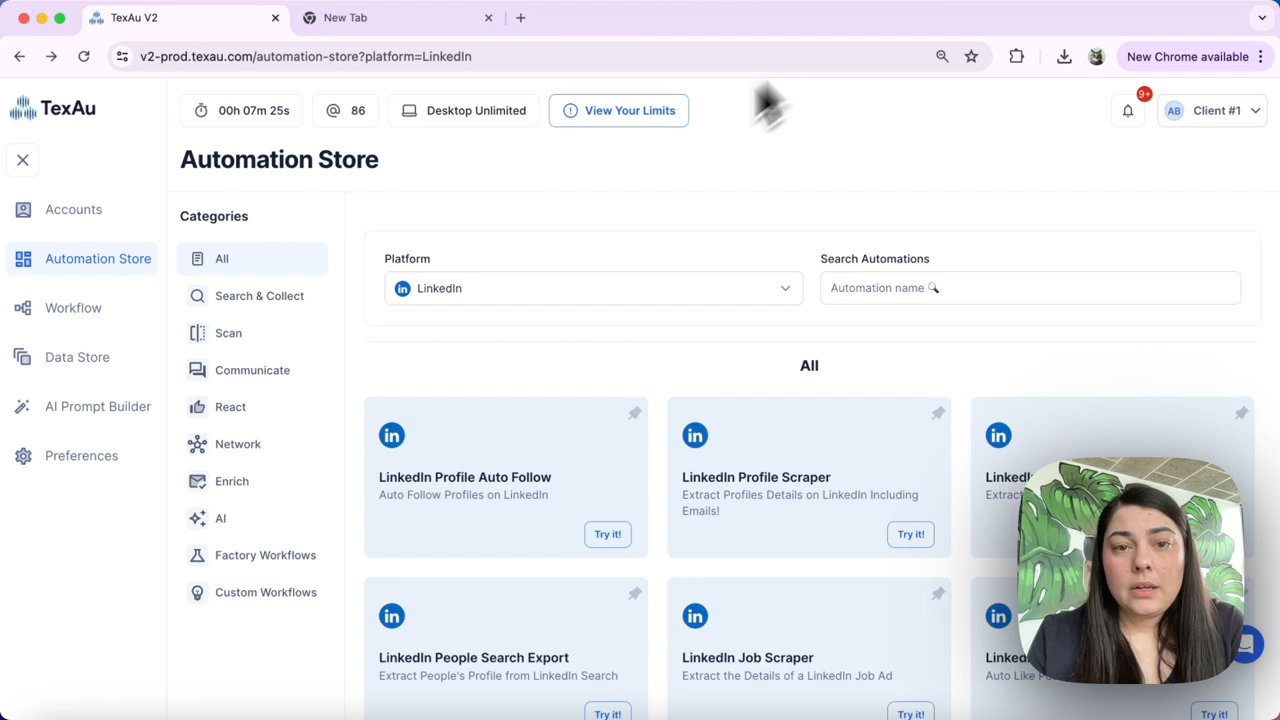 TexAu V2
New Tab
v2-prod.texau.com/automation-store?platform=LinkedIn
New Chrome available
TexAu
00h 07m 25s
86
Desktop Unlimited
View Your Limits
9+
AB
Client #1
Automation Store
Accounts
Automation Store
Workflow
Data Store
AI Prompt Builder
Preferences
Categories
All
Search & Collect
Scan
Communicate
React
Network
Enrich
AI
Factory Workflows
Custom Workflows
Platform
Search Automations
LinkedIn
Automation name
All
LinkedIn Profile Auto Follow
Auto Follow Profiles on LinkedIn
Try it!
LinkedIn Profile Scraper
Extract Profiles Details on LinkedIn Including
Emails!
Try it!
LinkedIn People Search Export
Extract People's Profile from LinkedIn Search
Try it!
LinkedIn Job Scraper
Extract the Details of a LinkedIn Job Ad
Try it!
Try it!